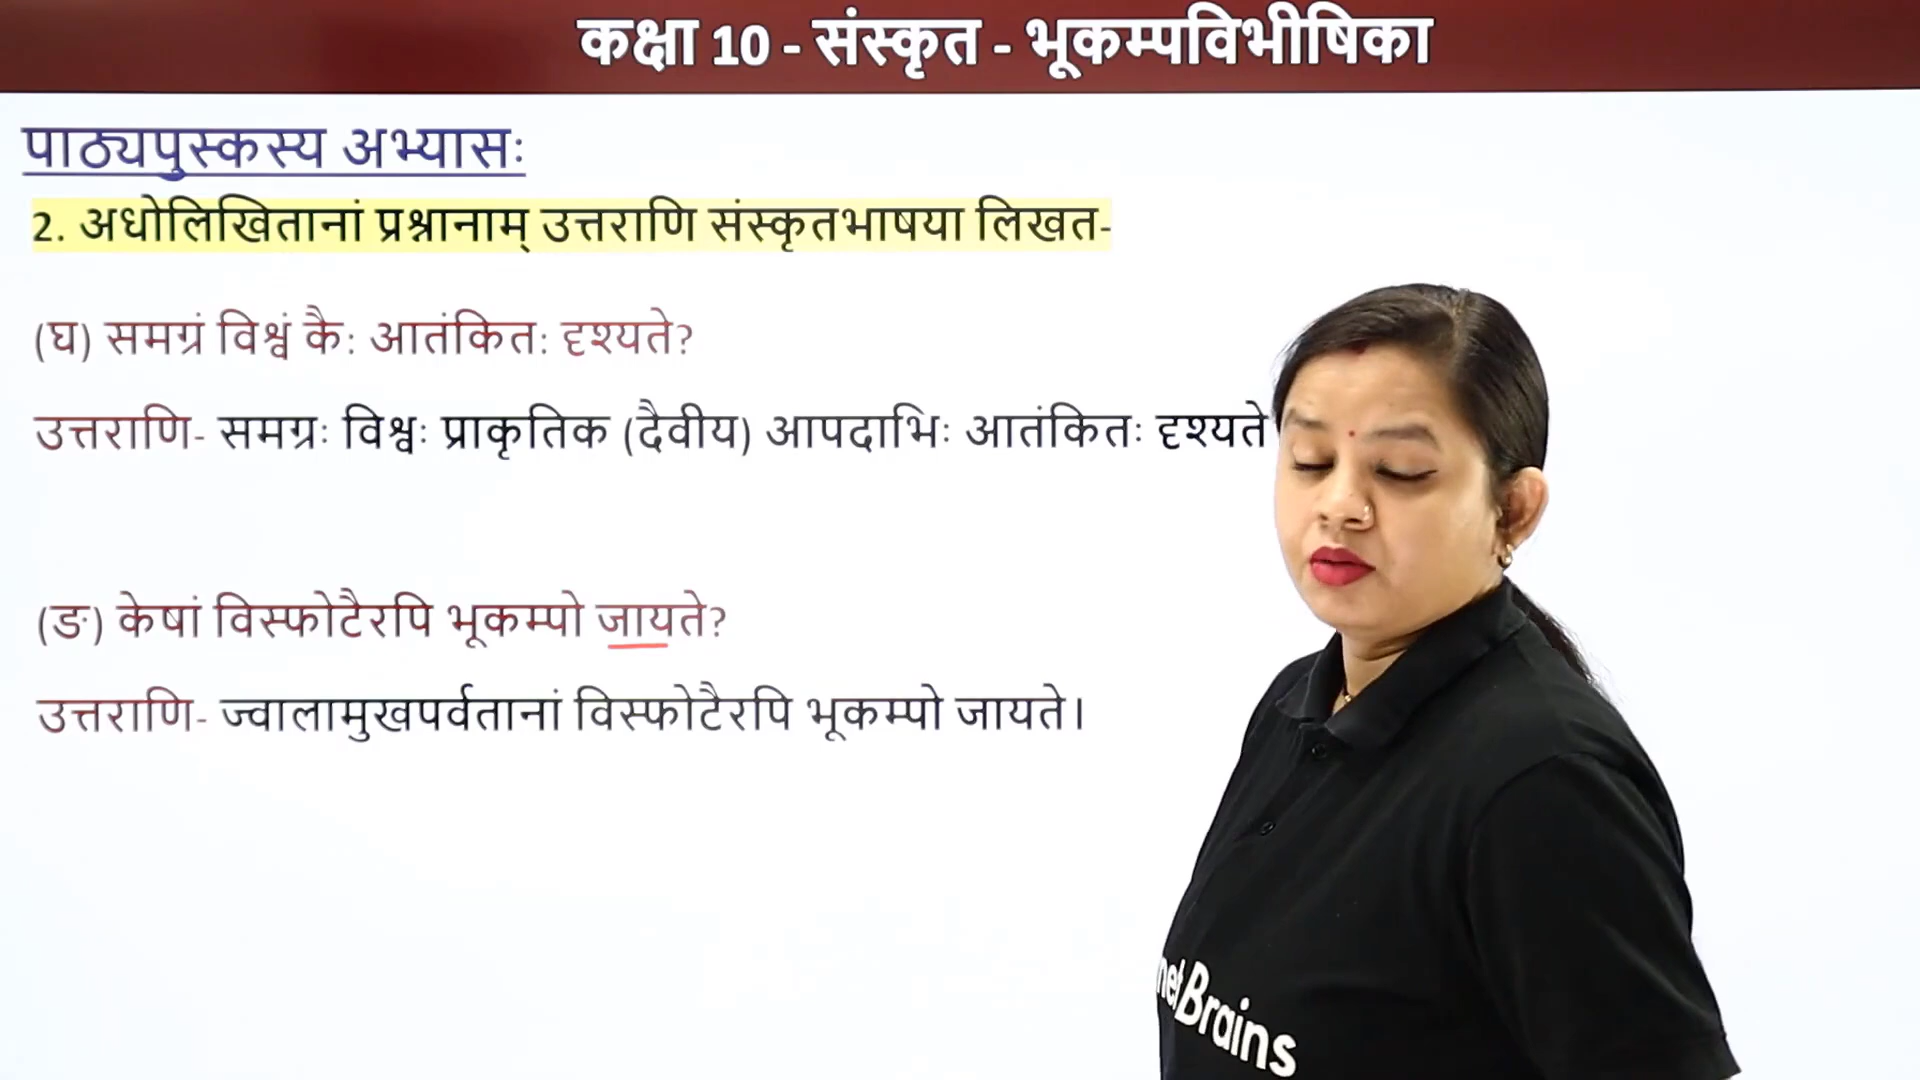 कक्षा 10 - संस्कृत - भूकम्पविभीषिका
पाठ्यपुस्कस्य अभ्यासः
2. अधोलिखितानां प्रश्नानाम् उत्तराणि संस्कृतभाषया लिखत-
(घ) समग्रं विश्वं कै: आतंकित: दृश्यते?
उत्तराणि- समग्रः विश्वः प्राकृतिक (दैवीय) आपदाभिः आतंकितः दृश्यते
(ङ) केषां विस्फोटैरपि भूकम्पो जायते?
उत्तराणि- ज्वालामुखपर्वतानां विस्फोटैरपि भूकम्पो जायते।
Brains